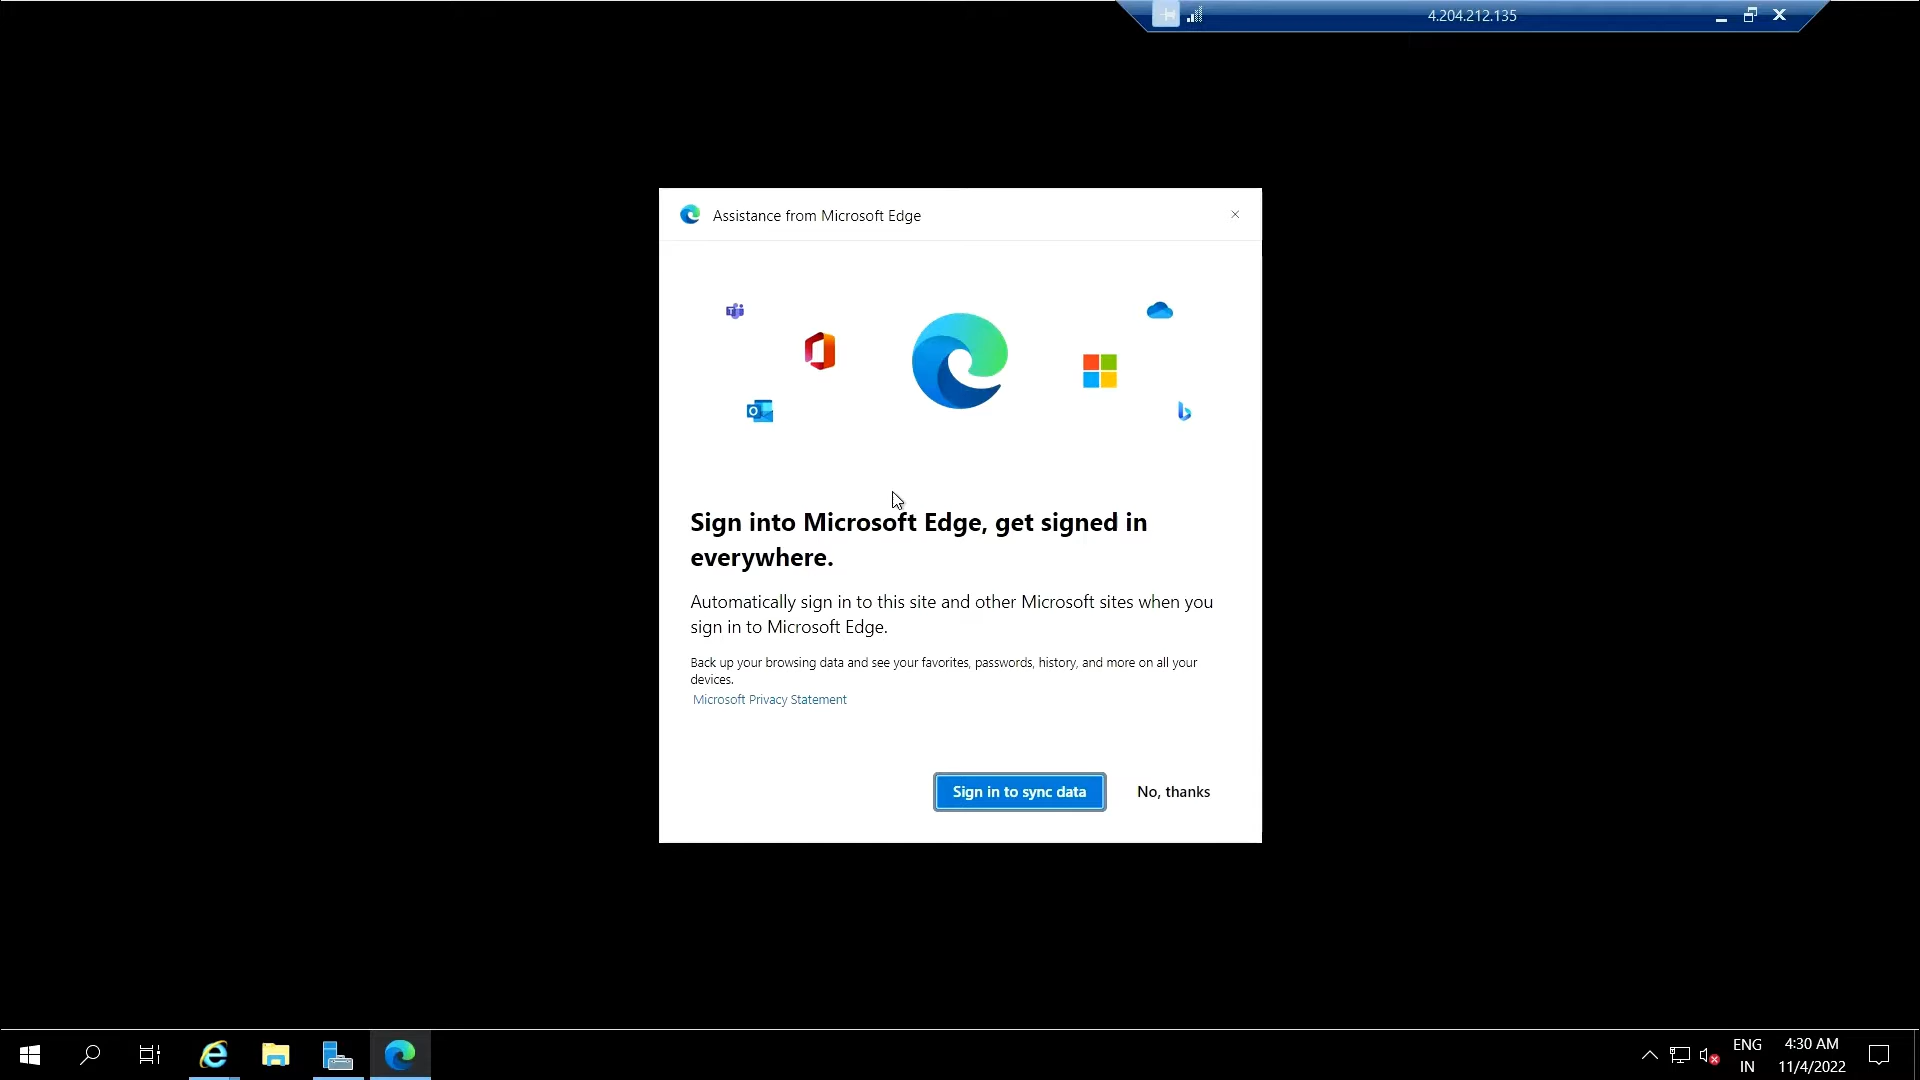 4.204.212.135
Assistance from Microsoft Edge
Sign into Microsoft Edge, get signed in
everywhere.
Automatically sign in to this site and other Microsoft sites when you
sign in to Microsoft Edge.
Back up your browsing data and see your favorites, passwords, history, and more on all your
devices.
Microsoft Privacy Statement
Sign in to sync data
No, thanks
ENG
IN
4:30 AM
11/4/2022